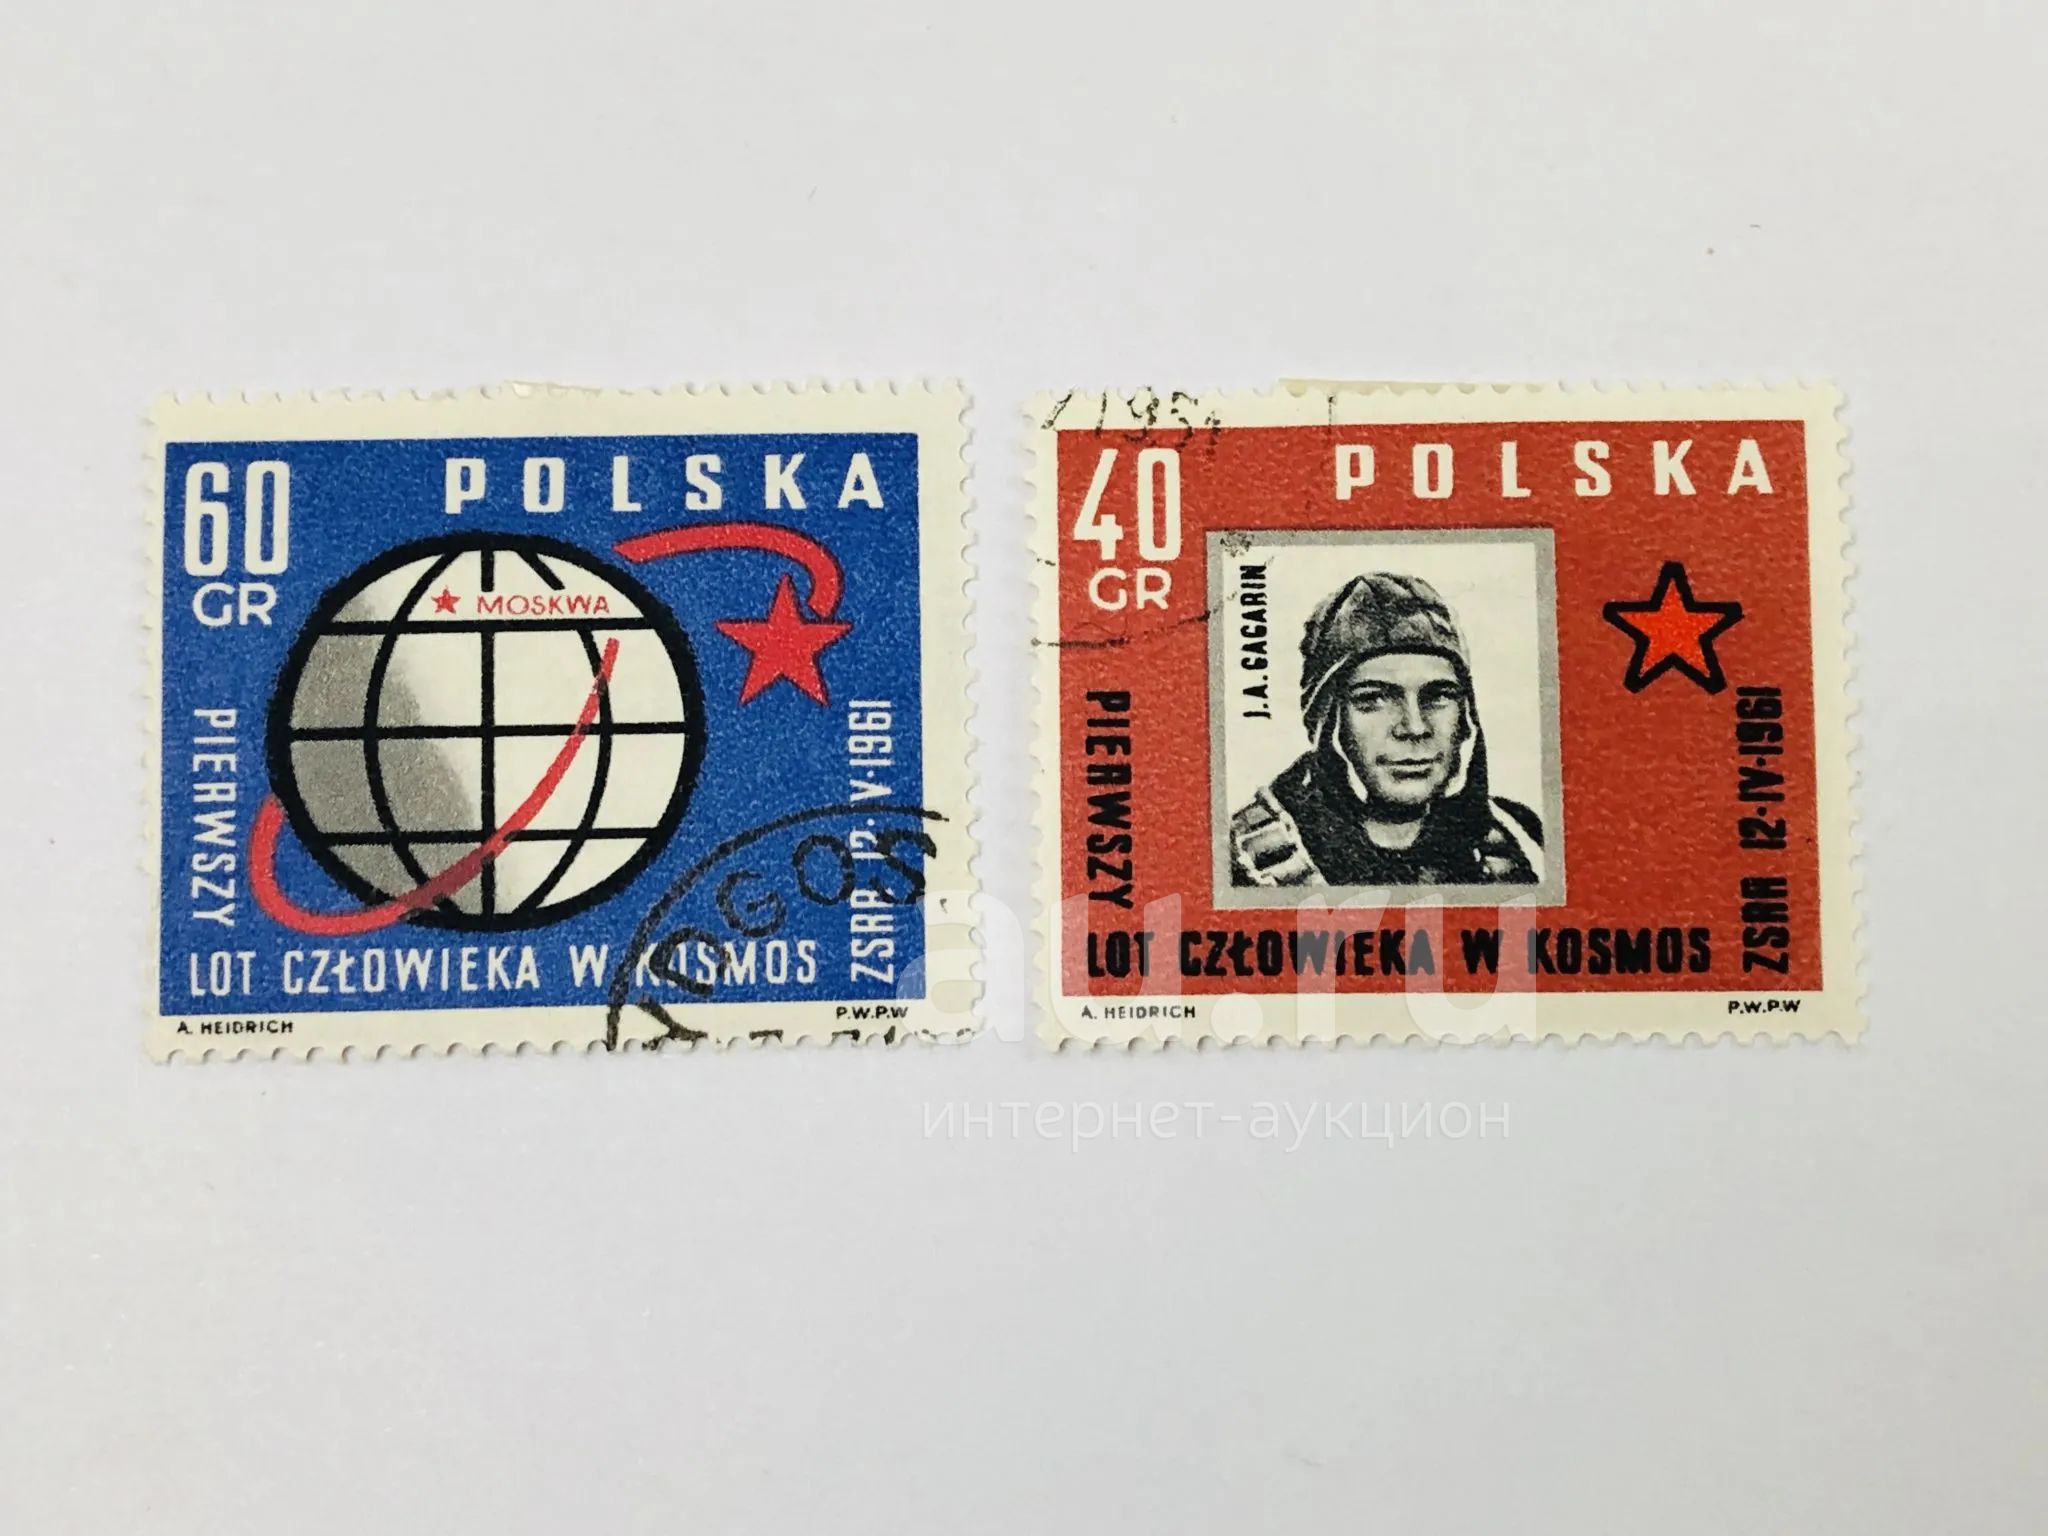 60 GR
POLSKA
MOSKWA
PIERWSZY
LOT CZŁOWIEKA W KOSMOS
ZSRR 12·V·1961
A. HEIDRICH
P.W.P.W
40 GR
POLSKA
J.A.GAGARIN
PIERWSZY
LOT CZŁOWIEKA W KOSMOS
ZSRR 12·IV·1961
A. HEIDRICH
P.W.P.W
au.ru
интернет-аукцион